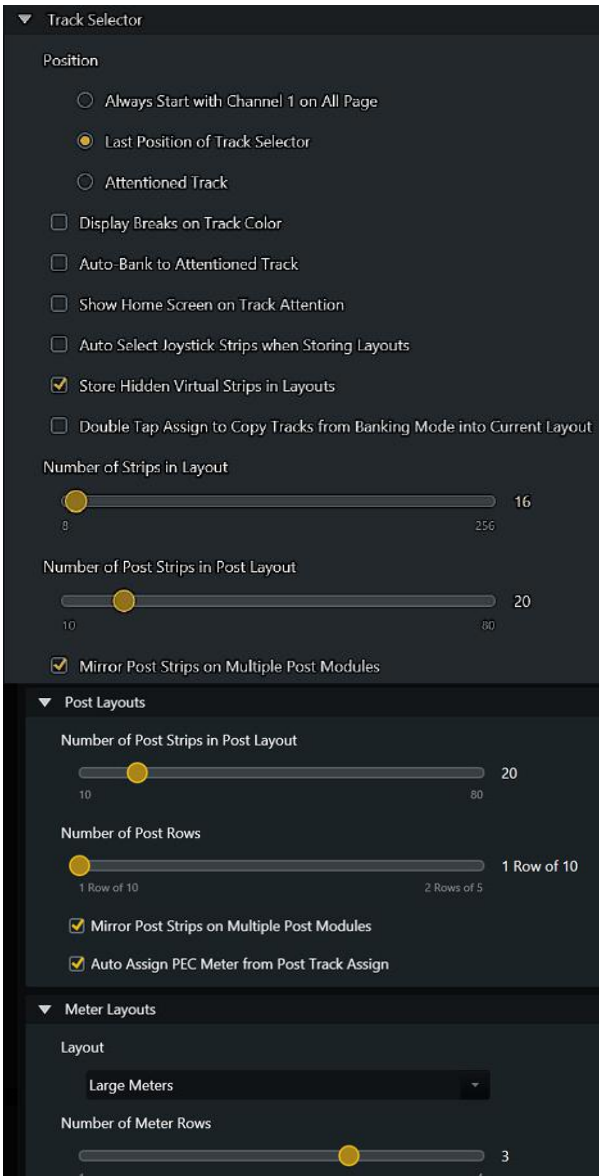 Track Selector
Position
Always Start with Channel 1 on All Page
Last Position of Track Selector
Attentioned Track
Display Breaks on Track Color
Auto-Bank to Attentioned Track
Show Home Screen on Track Attention
Auto Select Joystick Strips when Storing Layouts
Store Hidden Virtual Strips in Layouts
Double Tap Assign to Copy Tracks from Banking Mode into Current Layout
Number of Strips in Layout
16
8 256
Number of Post Strips in Post Layout
20
10 80
Mirror Post Strips on Multiple Post Modules
Post Layouts
Number of Post Strips in Post Layout
20
10 80
Number of Post Rows
1 Row of 10
1 Row of 10 2 Rows of 5
Mirror Post Strips on Multiple Post Modules
Auto Assign PEC Meter from Post Track Assign
Meter Layouts
Layout
Large Meters
Number of Meter Rows
3